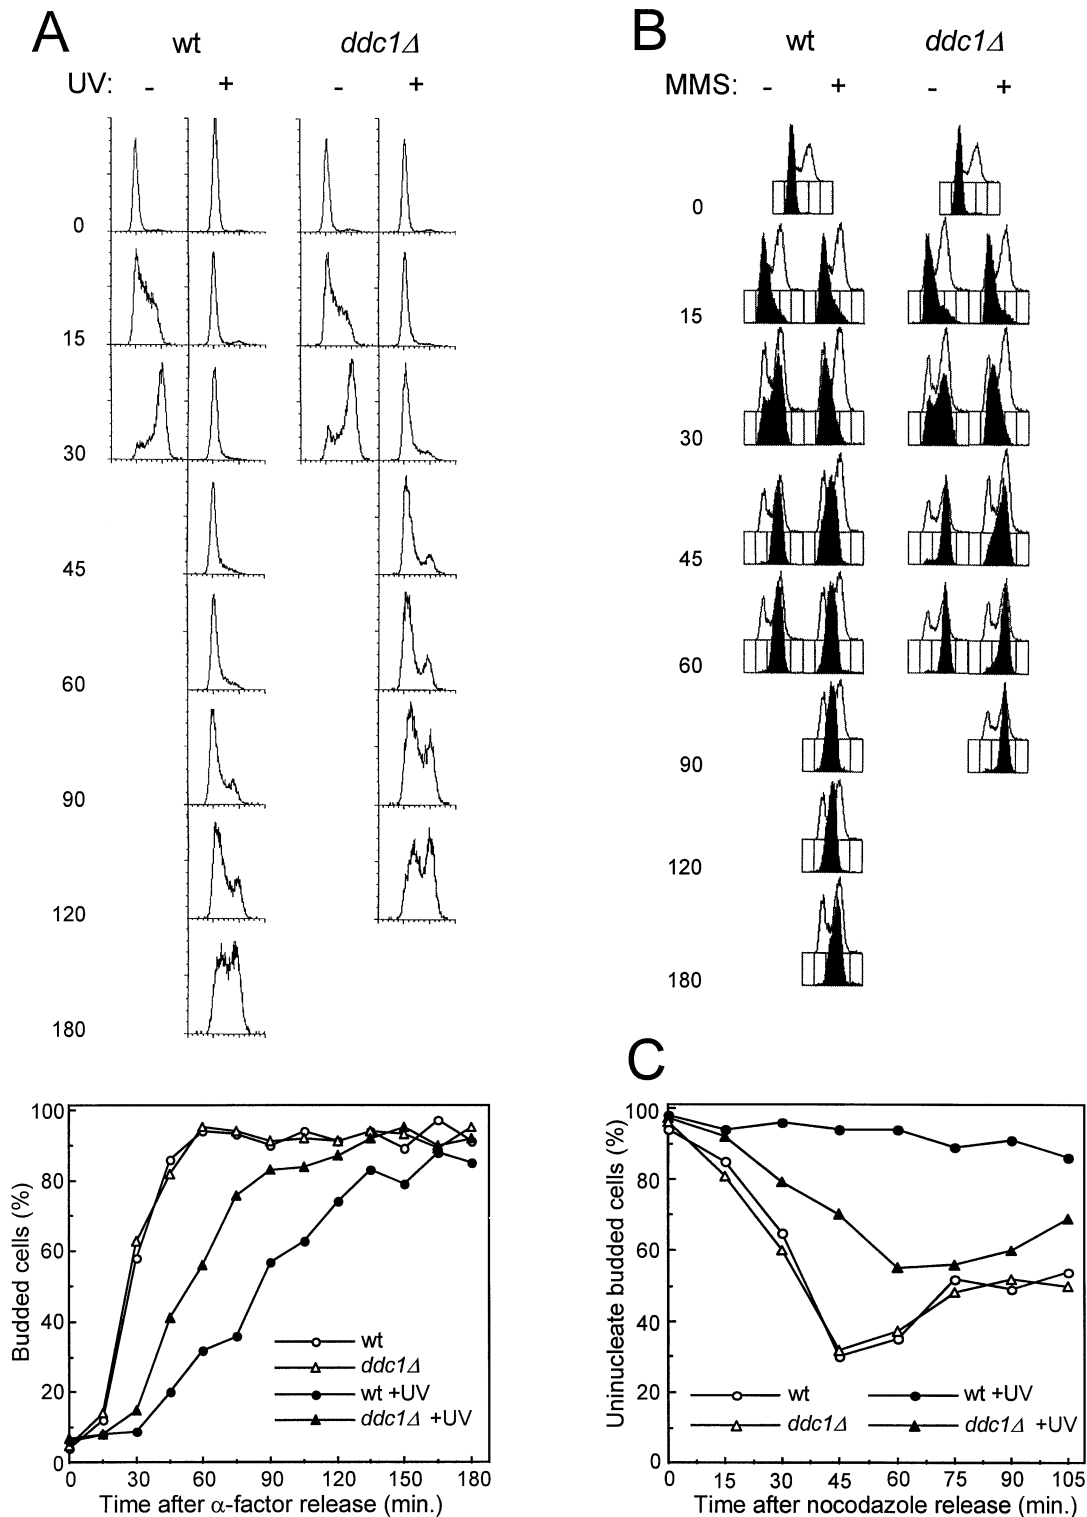 A
wt
ddc1Δ
UV:
-
+
-
+
0
15
30
45
60
90
120
180
B
wt
ddc1Δ
MMS:
-
+
-
+
0
15
30
45
60
90
120
180
100
80
60
40
20
0
Budded cells (%)
wt
ddc1Δ
wt +UV
ddc1Δ +UV
0 30 60 90 120 150 180
Time after α-factor release (min.)
C
100
80
60
40
20
0
Uninucleate budded cells (%)
wt
wt +UV
ddc1Δ
ddc1Δ +UV
0 15 30 45 60 75 90 105
Time after nocodazole release (min.)